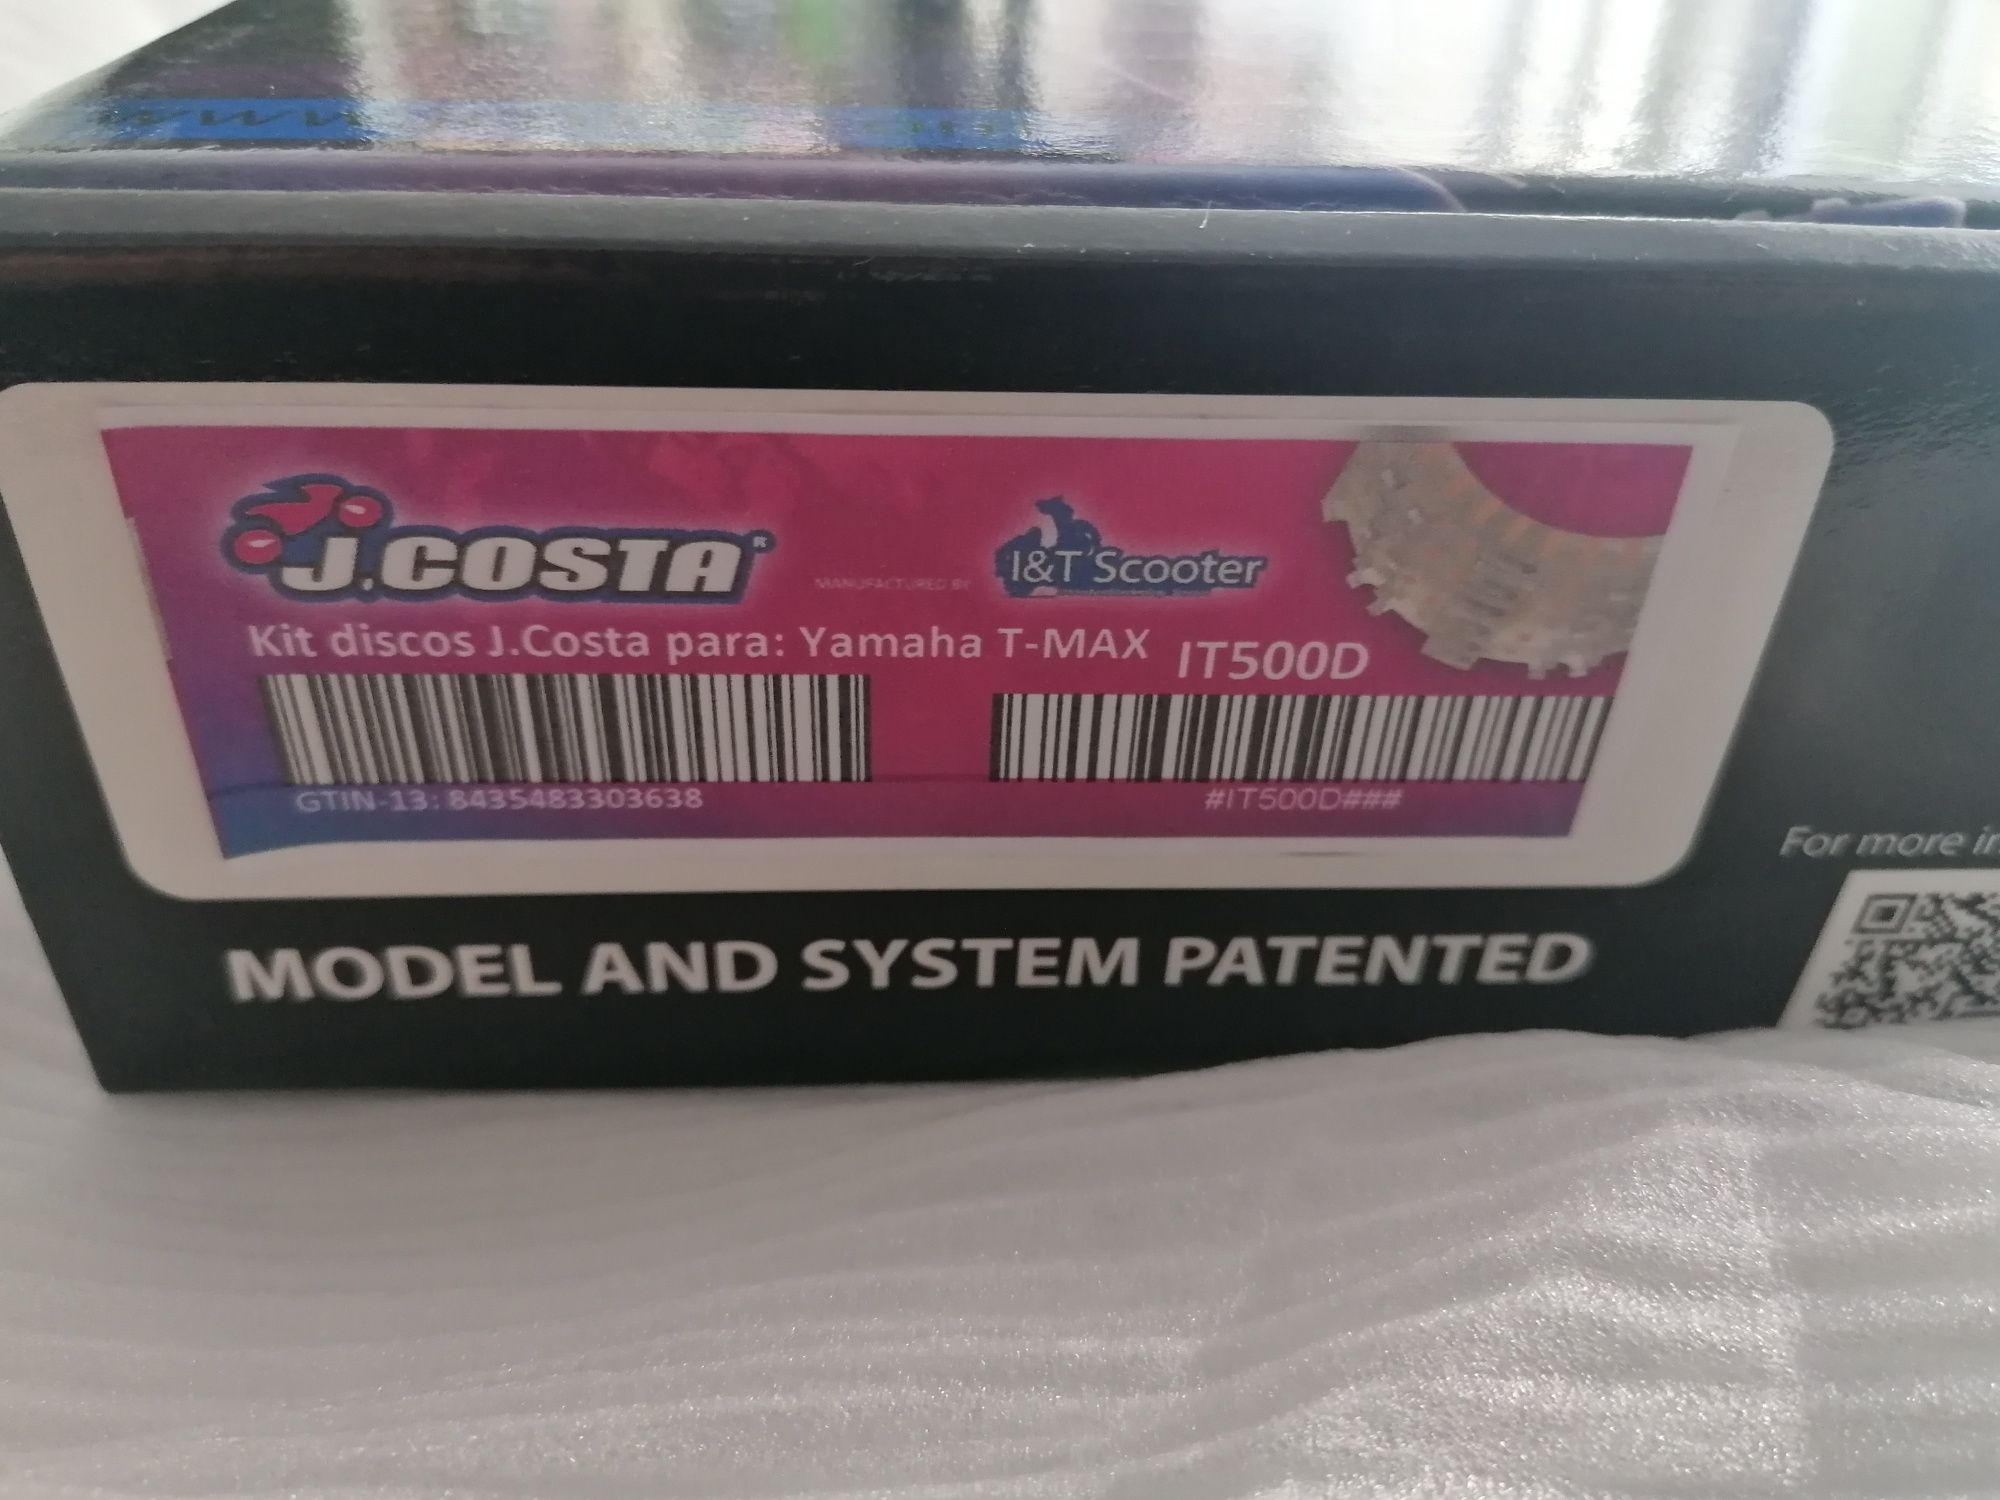 J.COSTA®
MANUFACTURED BY
I&T Scooter
Kit discos J.Costa para: Yamaha T-MAX
IT500D
GTIN-13: 8435483303638
#IT500D###
For more
MODEL AND SYSTEM PATENTED